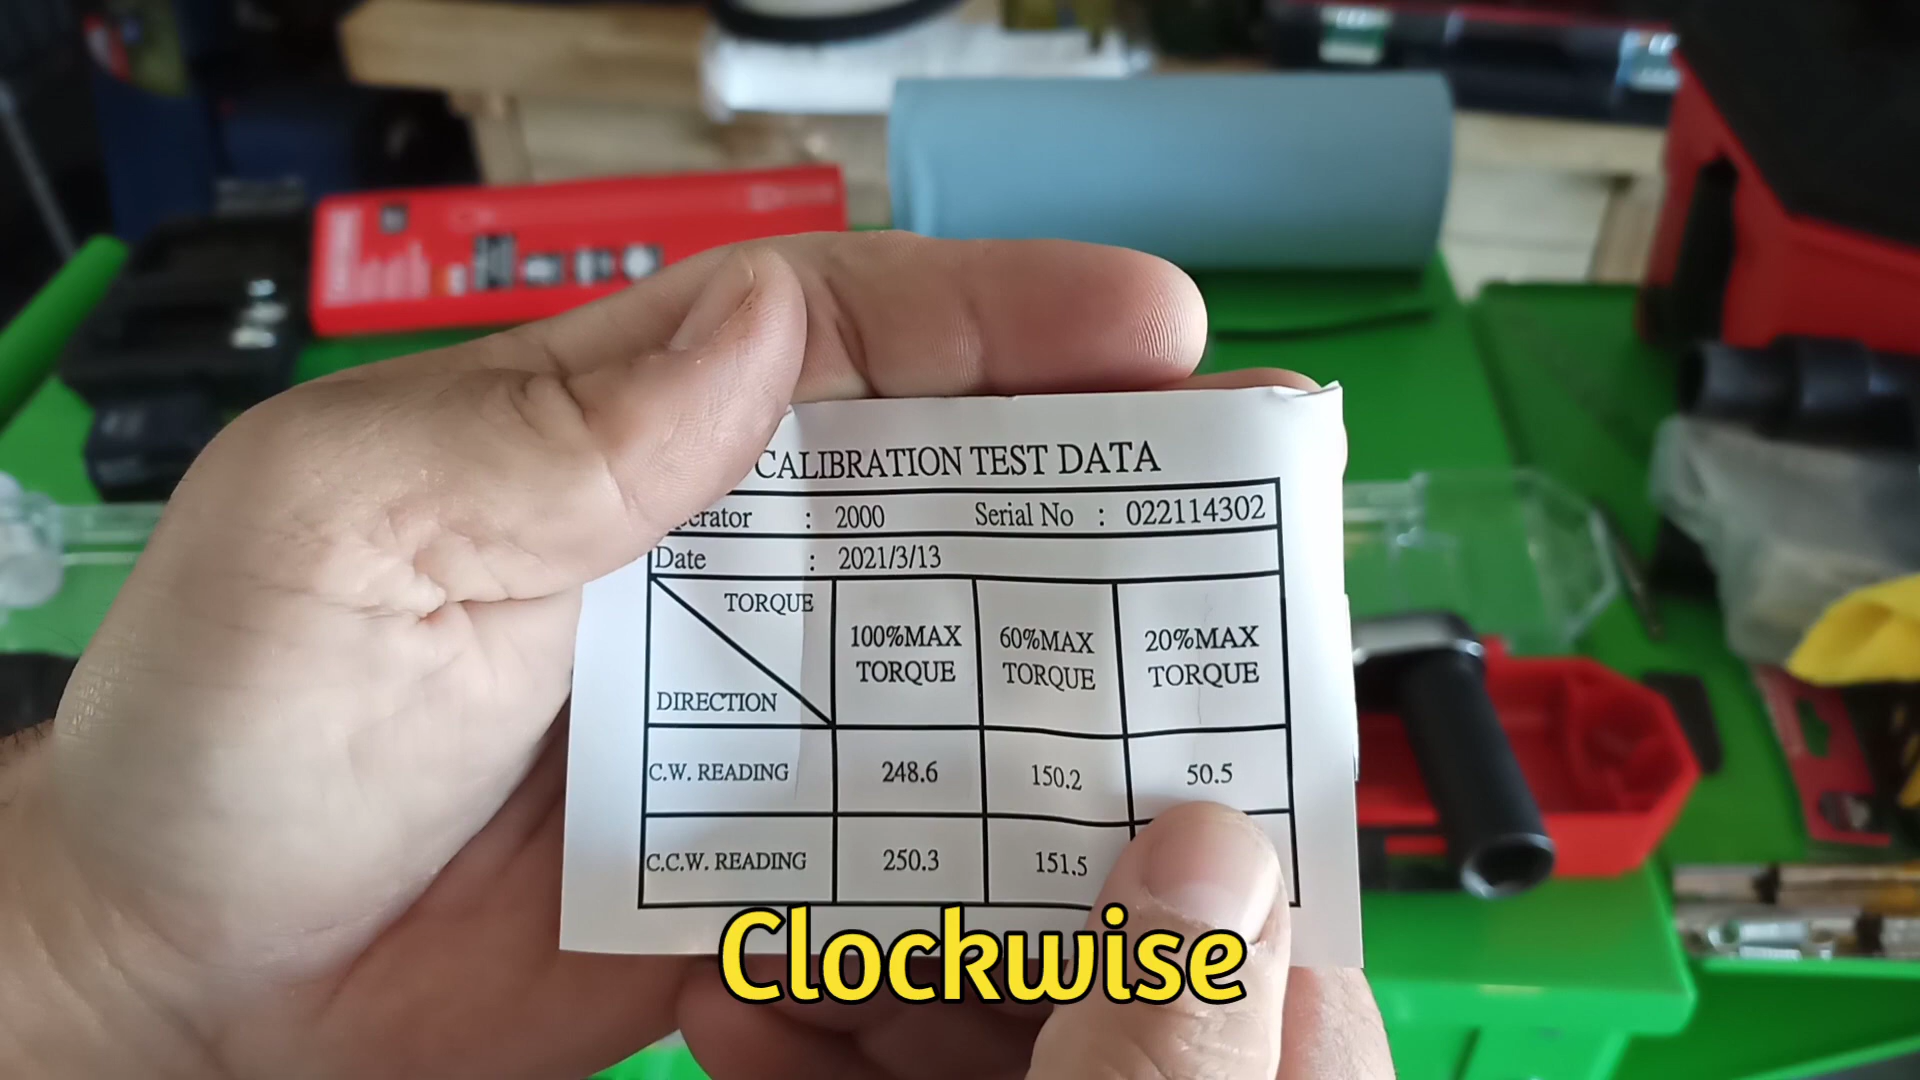 CALIBRATION TEST DATA
: 2000 Serial No : 022114302
Date : 2021/3/13
TORQUE
DIRECTION
100%MAX
TORQUE
60%MAX
TORQUE
20%MAX
TORQUE
C.W. READING 248.6 150.2 50.5
C.C.W. READING 250.3 151.5
Clockwise